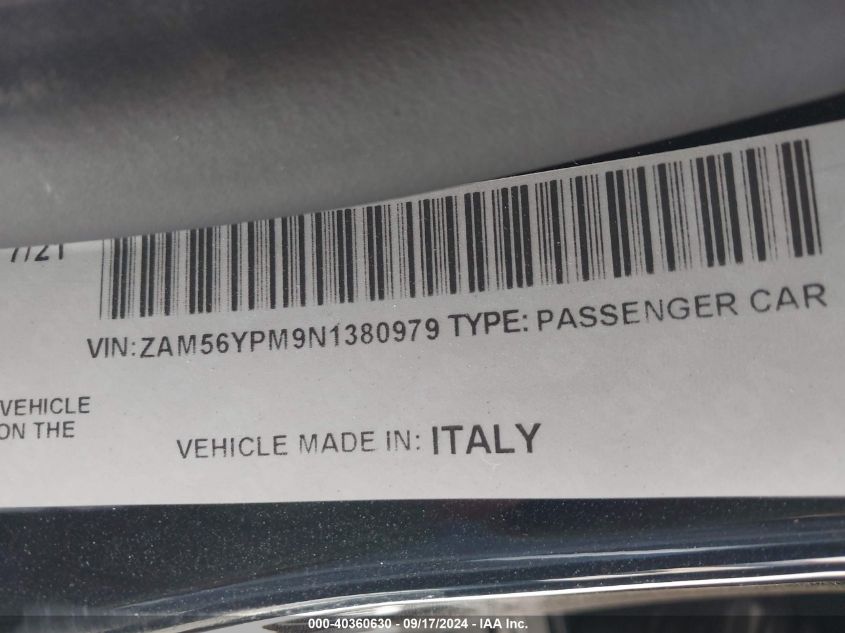 7/21
VIN:ZAM56YPM9N1380979 TYPE: PASSENGER CAR
VEHICLE
ON THE
VEHICLE MADE IN: ITALY
000-40360630 - 09/17/2024 - IAA Inc.